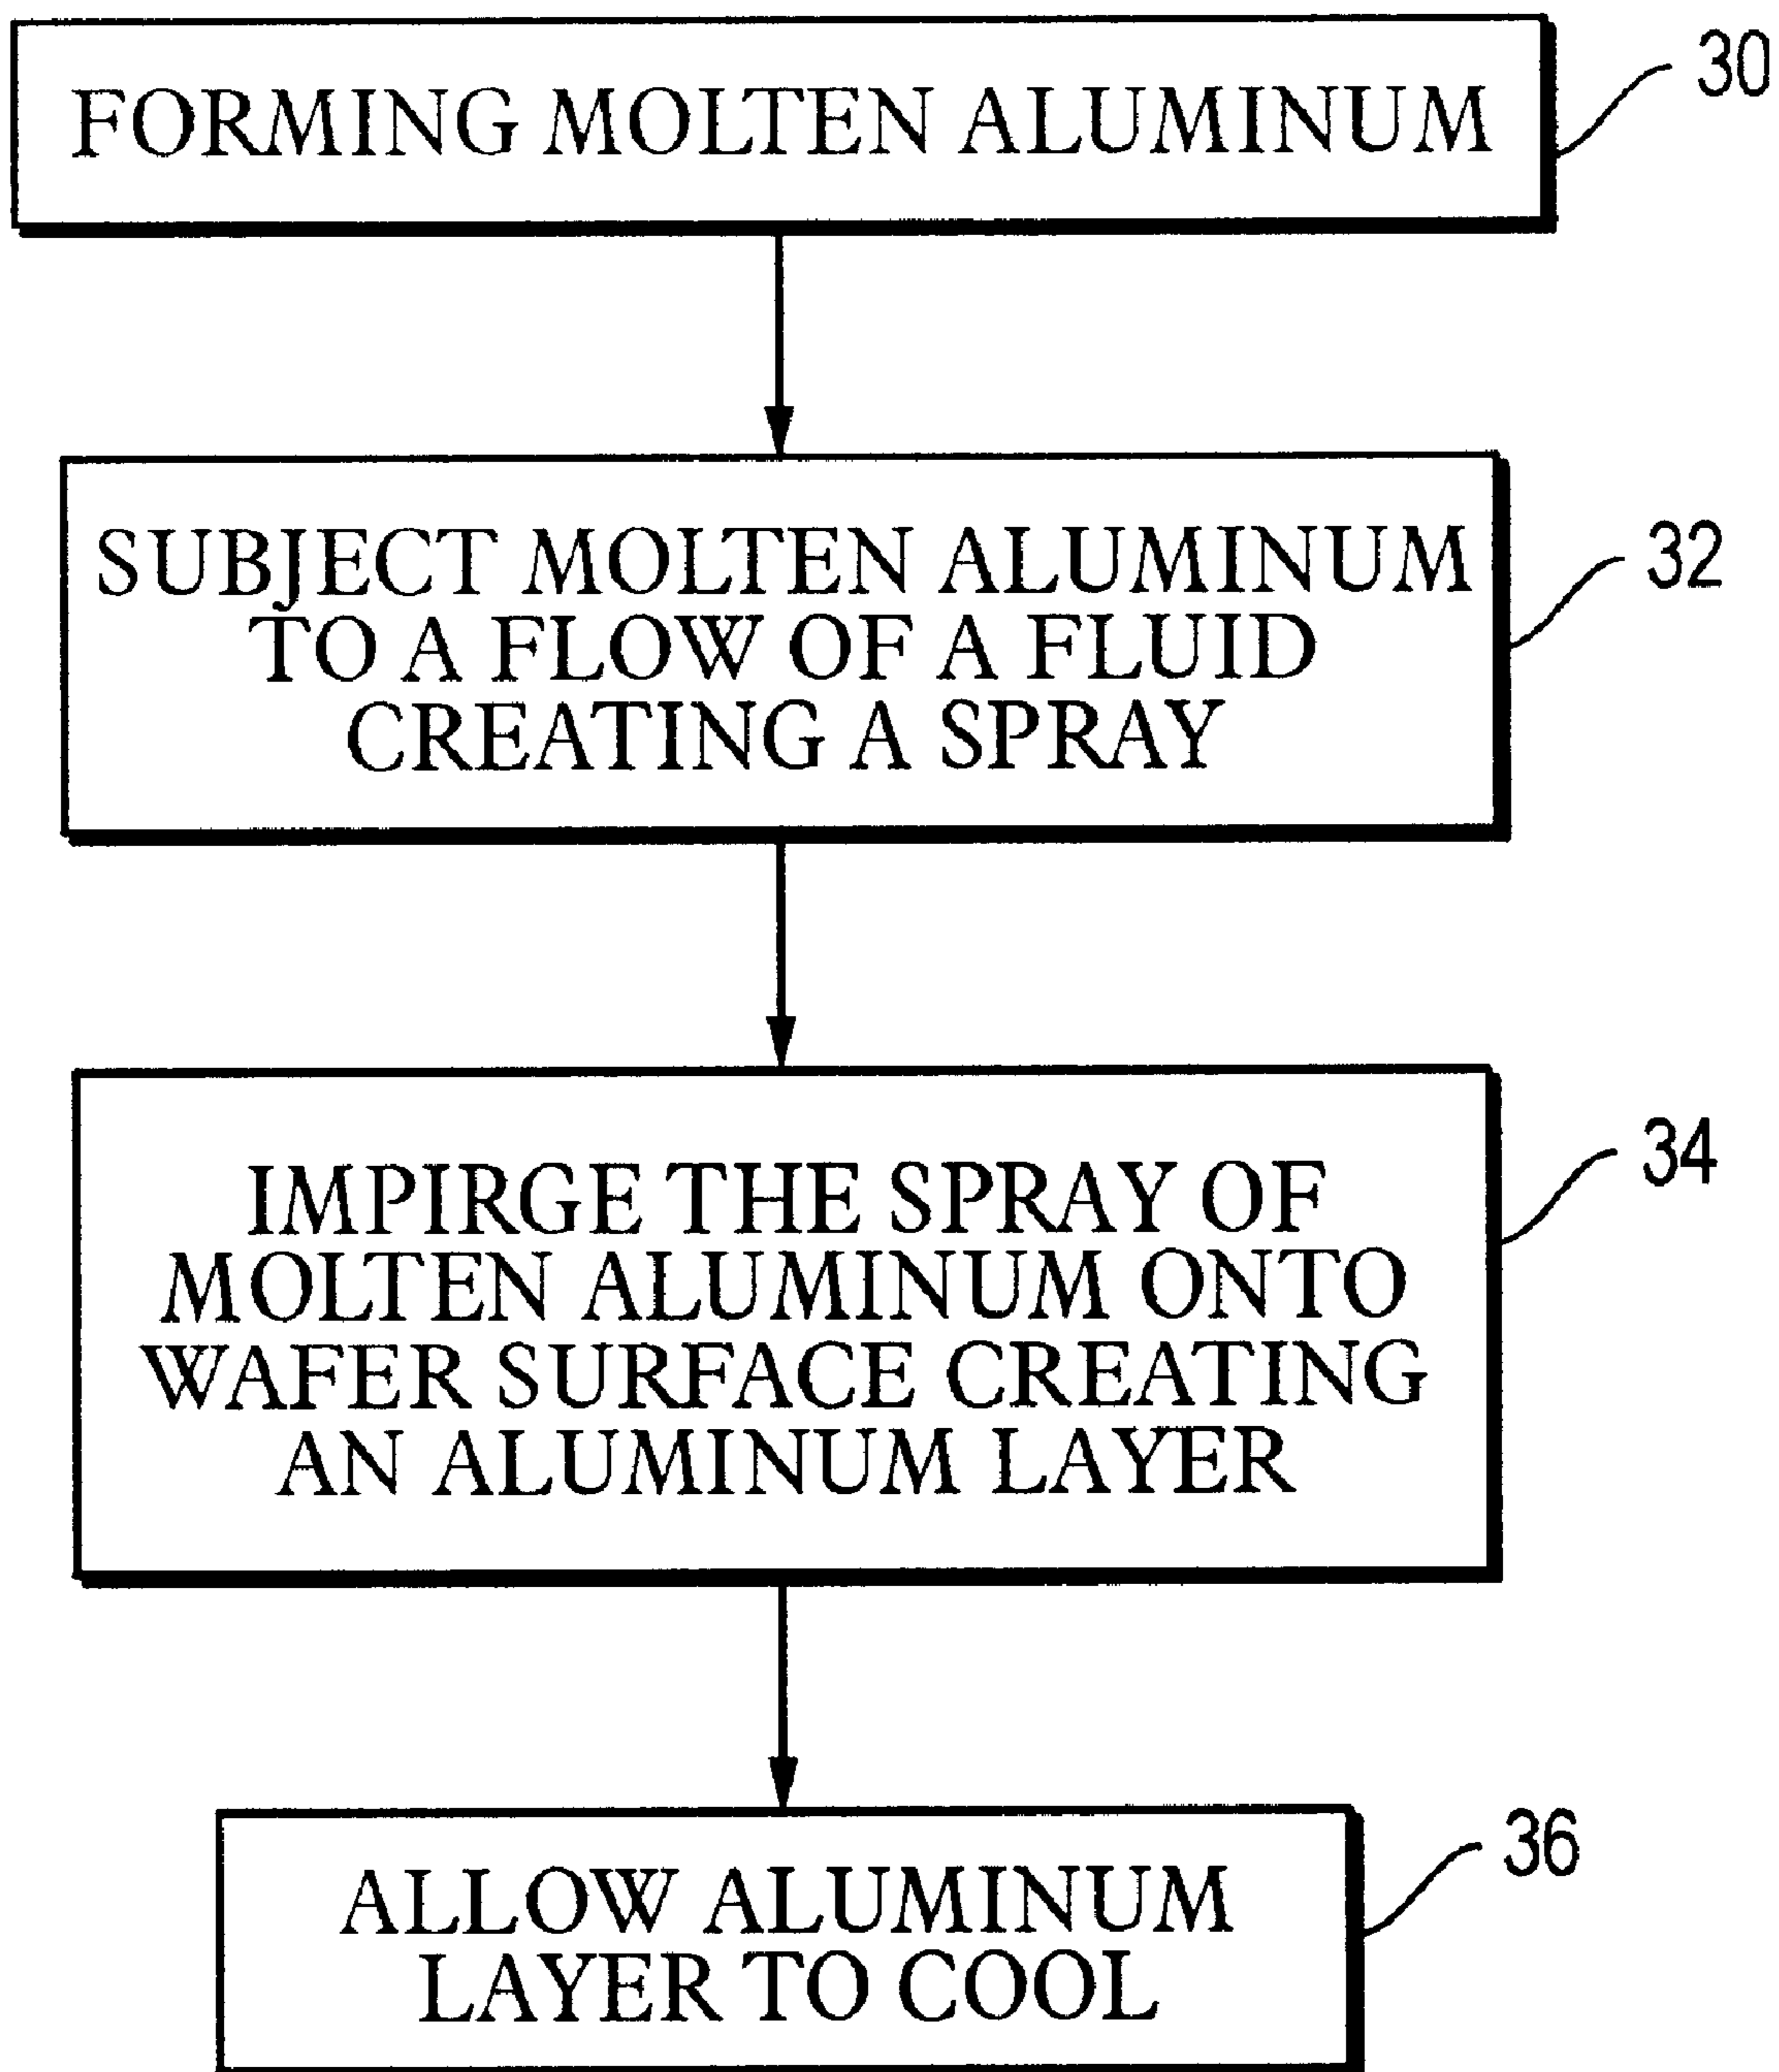 FORMING MOLTEN ALUMINUM
30
SUBJECT MOLTEN ALUMINUM
TO A FLOW OF A FLUID
CREATING A SPRAY
32
IMPIRGE THE SPRAY OF
MOLTEN ALUMINUM ONTO
WAFER SURFACE CREATING
AN ALUMINUM LAYER
34
ALLOW ALUMINUM
LAYER TO COOL
36